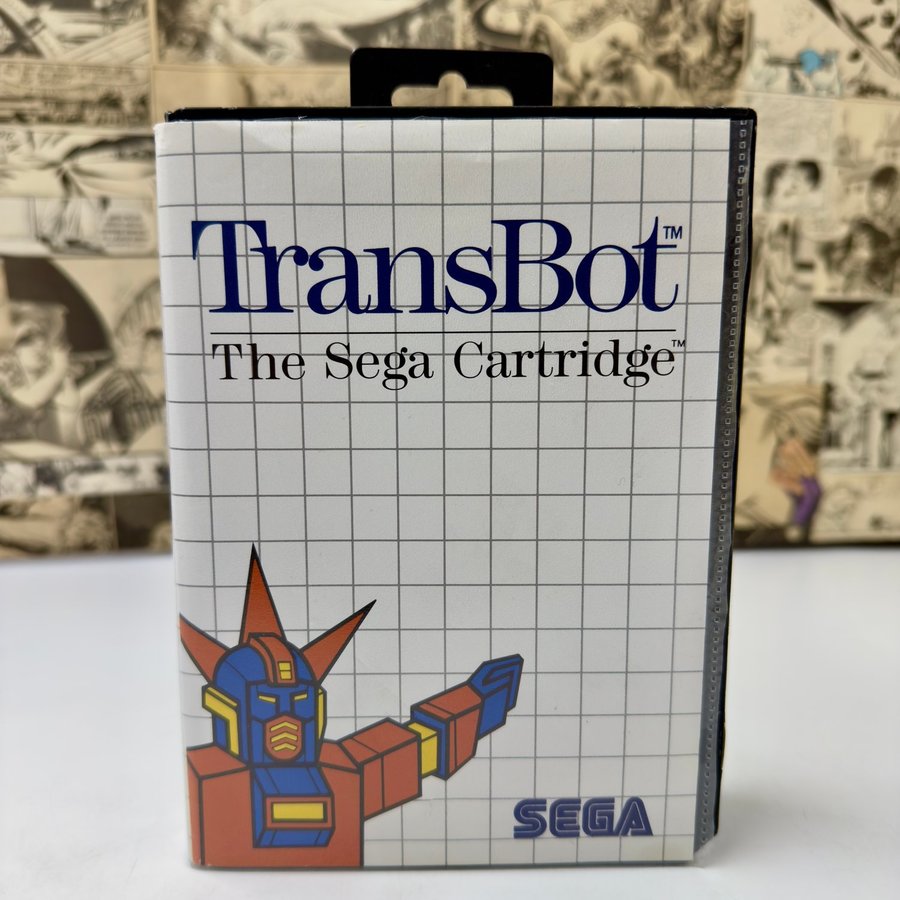 TransBot™
The Sega Cartridge™
SEGA